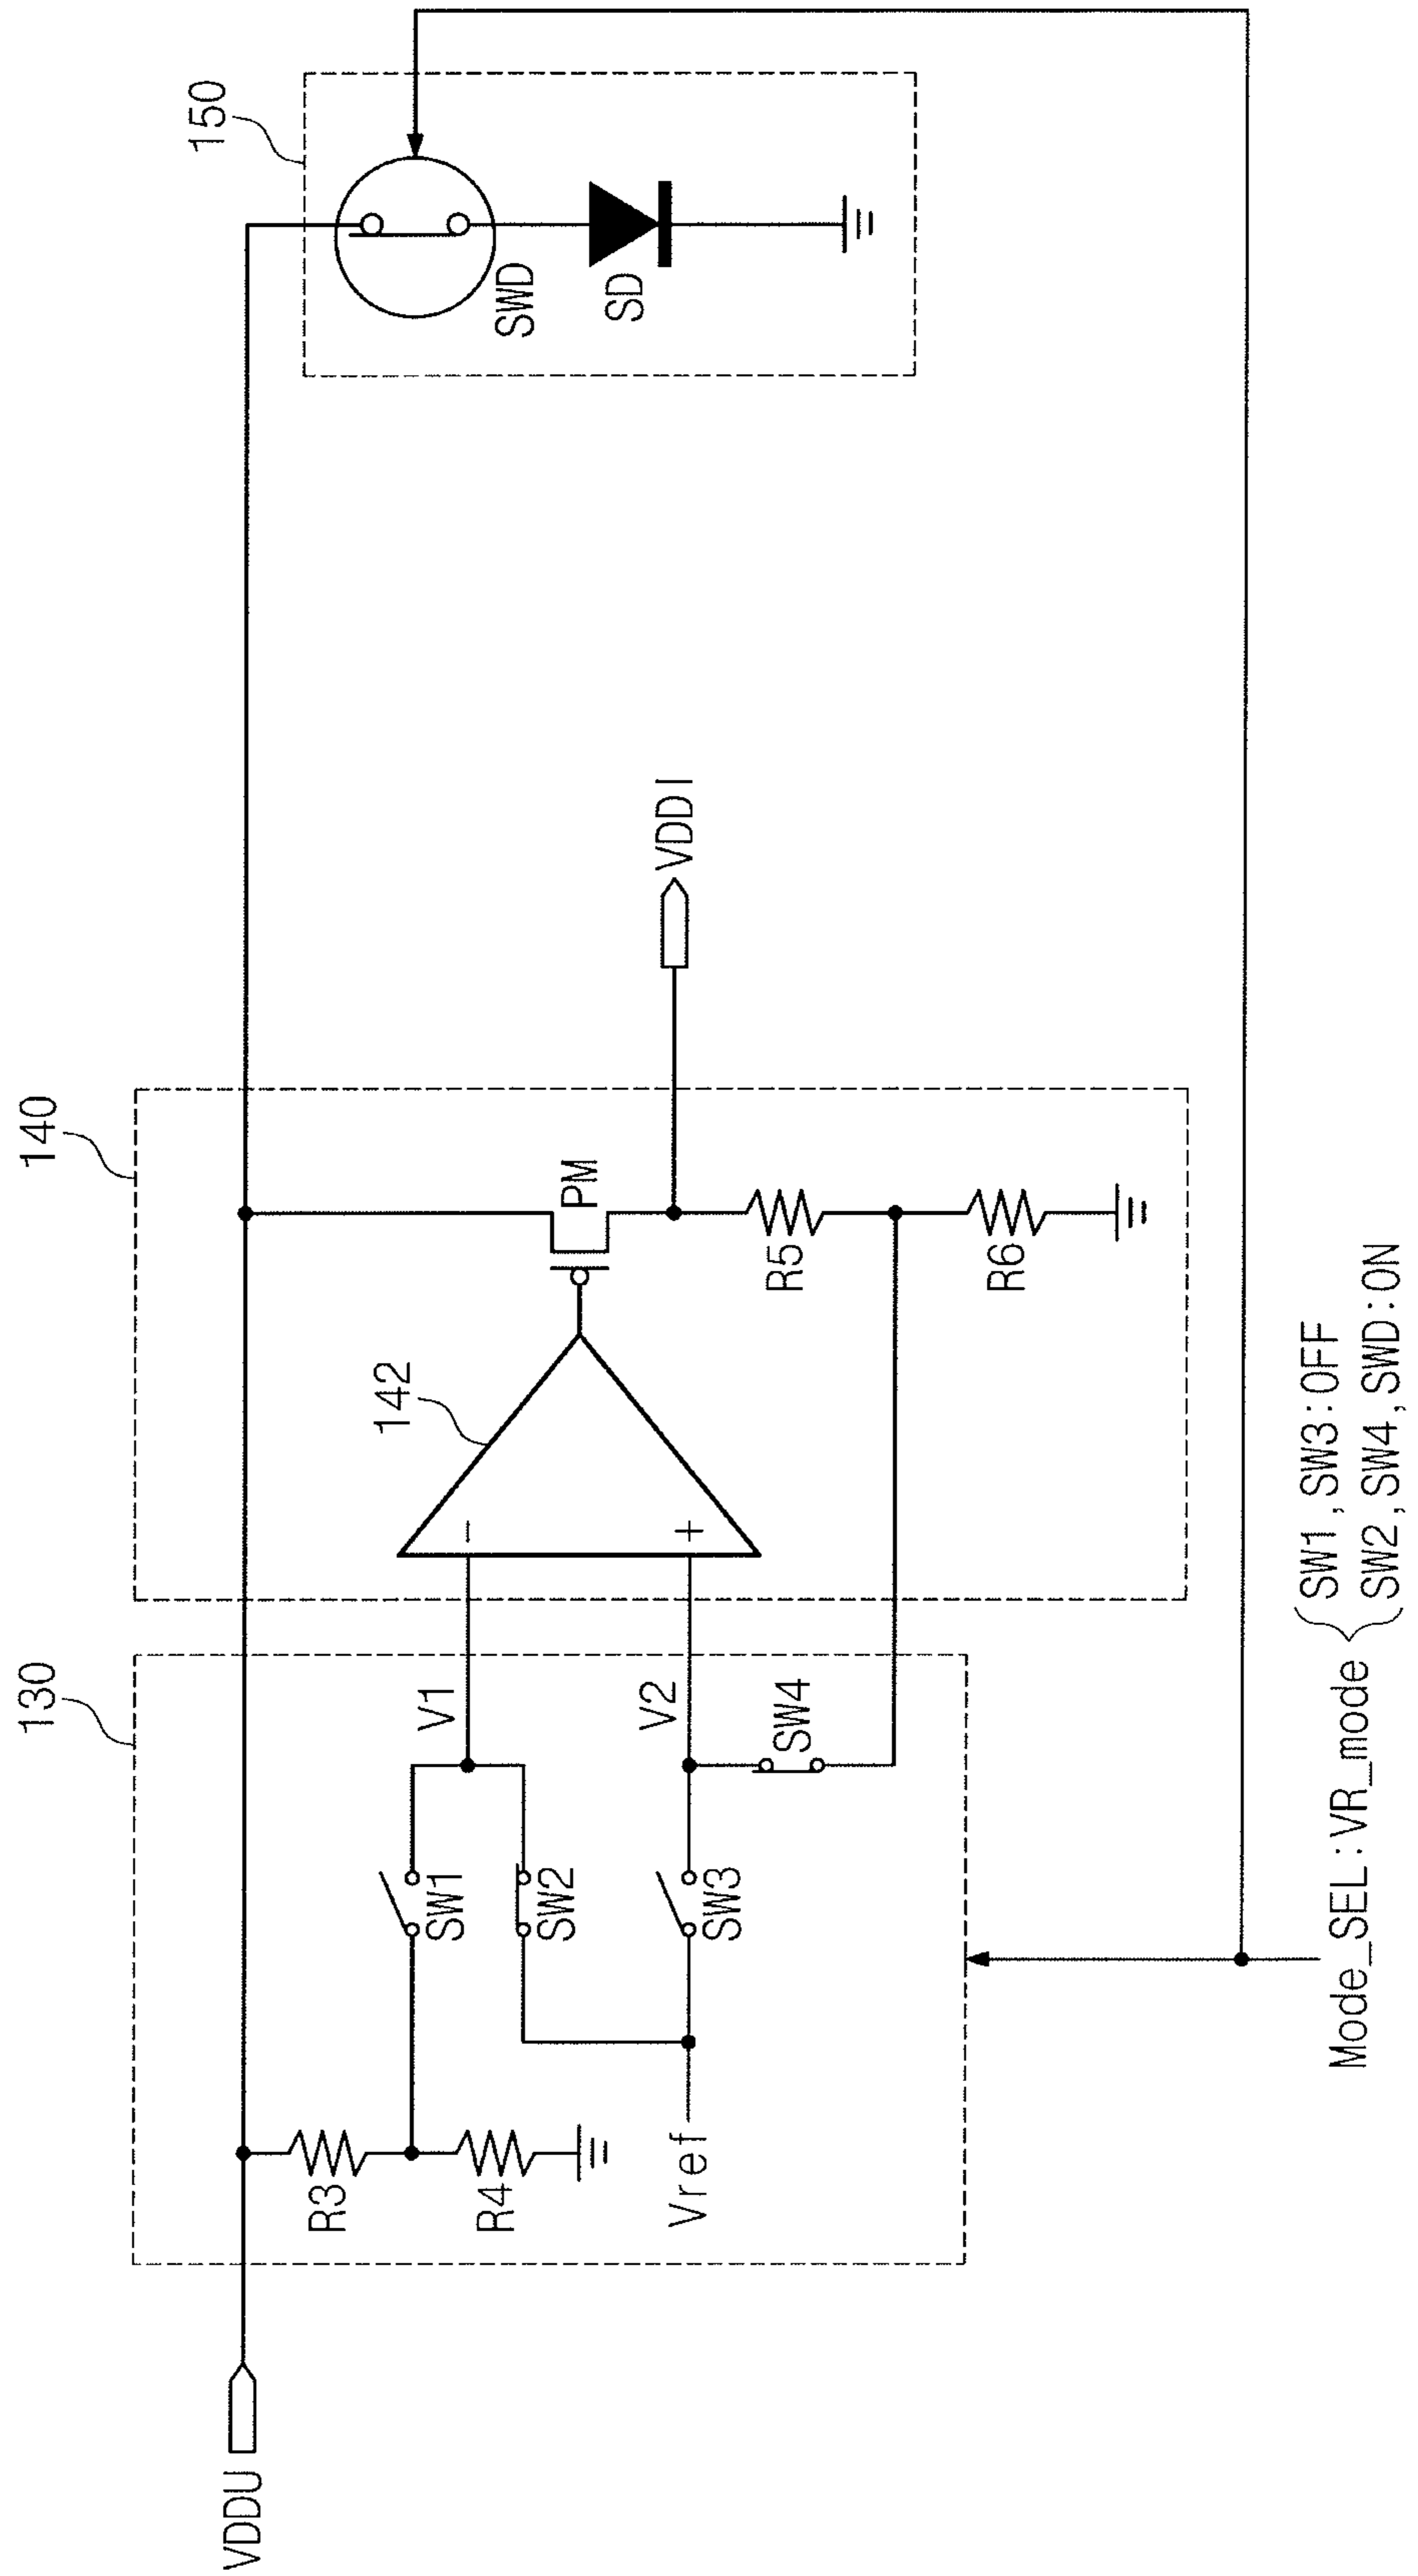 130
140
150
VDDU
R3
R4
Vref
SW1
SW2
SW3
SW4
V1
V2
142
-
+
PM
R5
R6
VDDI
SWD
SD
Mode_SEL:VR_mode
SW1,SW3:OFF
SW2,SW4,SWD:ON